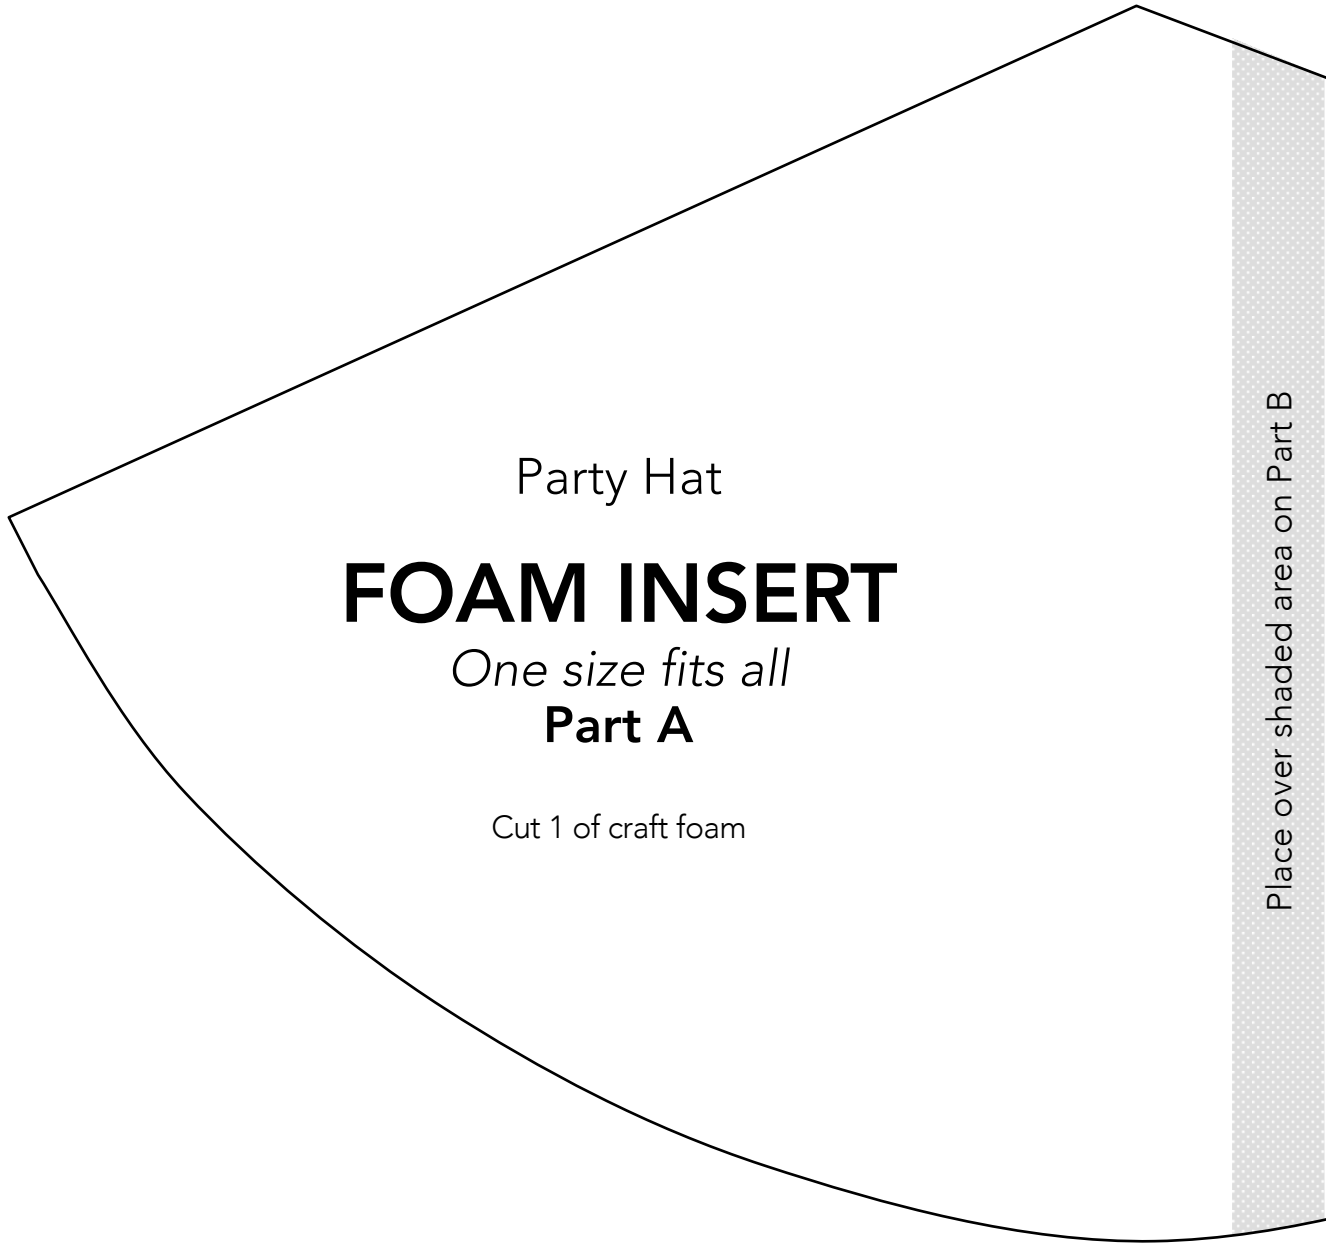 Party Hat
FOAM INSERT
One size fits all
Part A
Cut 1 of craft foam
Place over shaded area on Part B